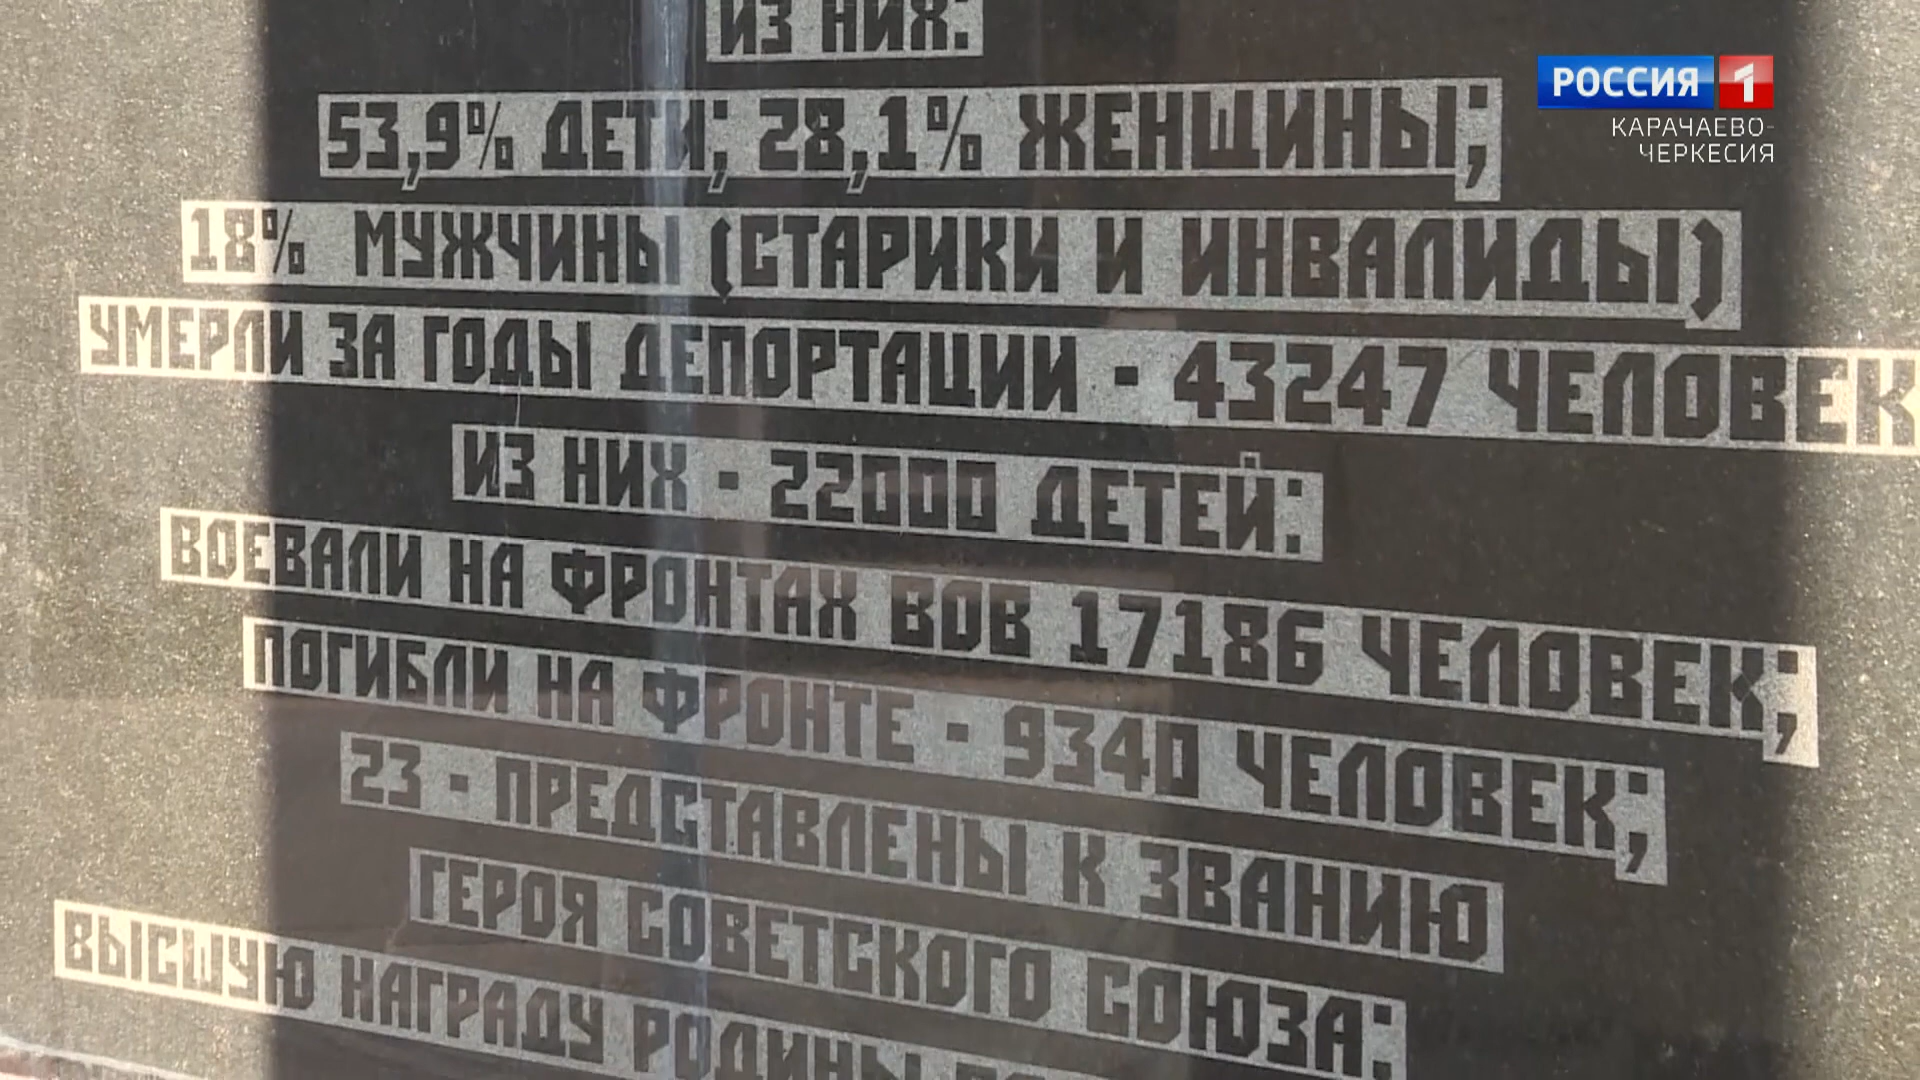 ИЗ НИХ:
53,9% ДЕТИ; 28,1% ЖЕНЩИНЫ;
18% МУЖЧИНЫ (СТАРИКИ И ИНВАЛИДЫ)
УМЕРЛИ ЗА ГОДЫ ДЕПОРТАЦИИ - 43247 ЧЕЛОВЕК
ИЗ НИХ - 22000 ДЕТЕЙ:
ВОЕВАЛИ НА ФРОНТАХ ВОВ 17186 ЧЕЛОВЕК;
ПОГИБЛИ НА ФРОНТЕ - 9340 ЧЕЛОВЕК;
23 - ПРЕДСТАВЛЕНЫ К ЗВАНИЮ
ГЕРОЯ СОВЕТСКОГО СОЮЗА:
ВЫСШУЮ НАГРАДУ РОДИНЫ
РОССИЯ 1
КАРАЧАЕВО-
ЧЕРКЕСИЯ